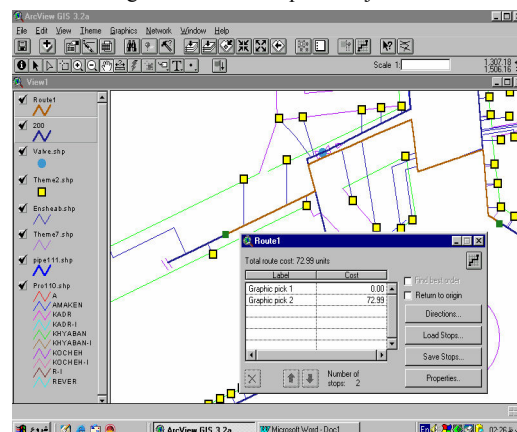 ArcView GIS 3.2a
File Edit View Theme Graphics Network Window Help
Scale 1:
1,307.18
1,506.16
View1
Route1
200
Valve.shp
Theme2.shp
Ensheab.shp
Theme7.shp
pipe111.shp
Pro110.shp
A
AMAKEN
KADR
KADR-I
KHYABAN
KHYABAN-I
KOCHEH
KOCHEH-I
R-I
REVER
Route1
Total route cost: 72.99 units
Label Cost
Graphic pick 1 0.00
Graphic pick 2 72.99
Find best order
Return to origin
Directions...
Load Stops...
Save Stops...
Properties...
Number of
stops: 2
ArcView GIS 3.2a
Microsoft Word - Doc1
En
02:26